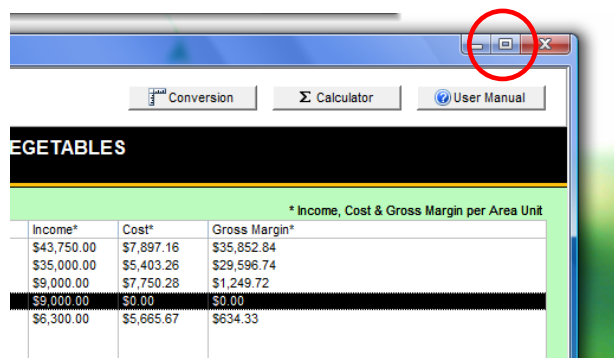 Conversion Σ Calculator User Manual
EGETABLES
* Income, Cost & Gross Margin per Area Unit
Income* Cost* Gross Margin*
$43,750.00 $7,897.16 $35,852.84
$35,000.00 $5,403.26 $29,596.74
$9,000.00 $7,750.28 $1,249.72
$9,000.00 $0.00 $0.00
$6,300.00 $5,665.67 $634.33